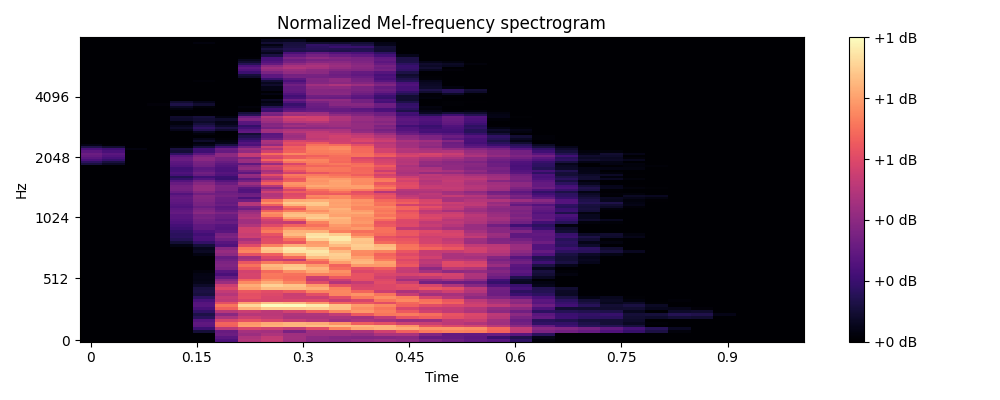 Normalized Mel-frequency spectrogram
Hz
4096
2048
1024
512
0
0 0.15 0.3 0.45 0.6 0.75 0.9
Time
+1 dB
+1 dB
+1 dB
+0 dB
+0 dB
+0 dB